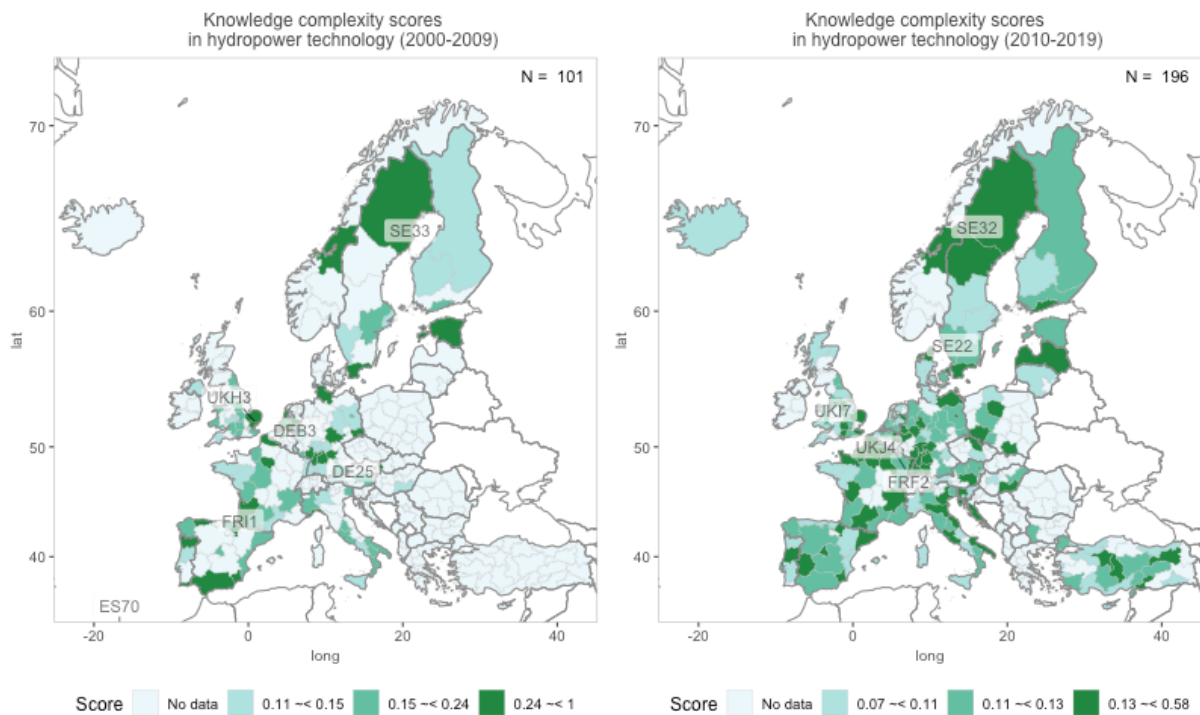 Knowledge complexity scores
in hydropower technology (2000-2009)
N = 101
70
60
50
40
lat
SE33
UKH3
DEB3
DE25
FRI1
ES70
-20
0
20
40
long
Score
No data
0.11 ~< 0.15
0.15 ~< 0.24
0.24 ~< 1
Knowledge complexity scores
in hydropower technology (2010-2019)
N = 196
70
60
50
40
lat
SE32
SE22
UKI7
UKJ4
FRF2
-20
0
20
40
long
Score
No data
0.07 ~< 0.11
0.11 ~< 0.13
0.13 ~< 0.58